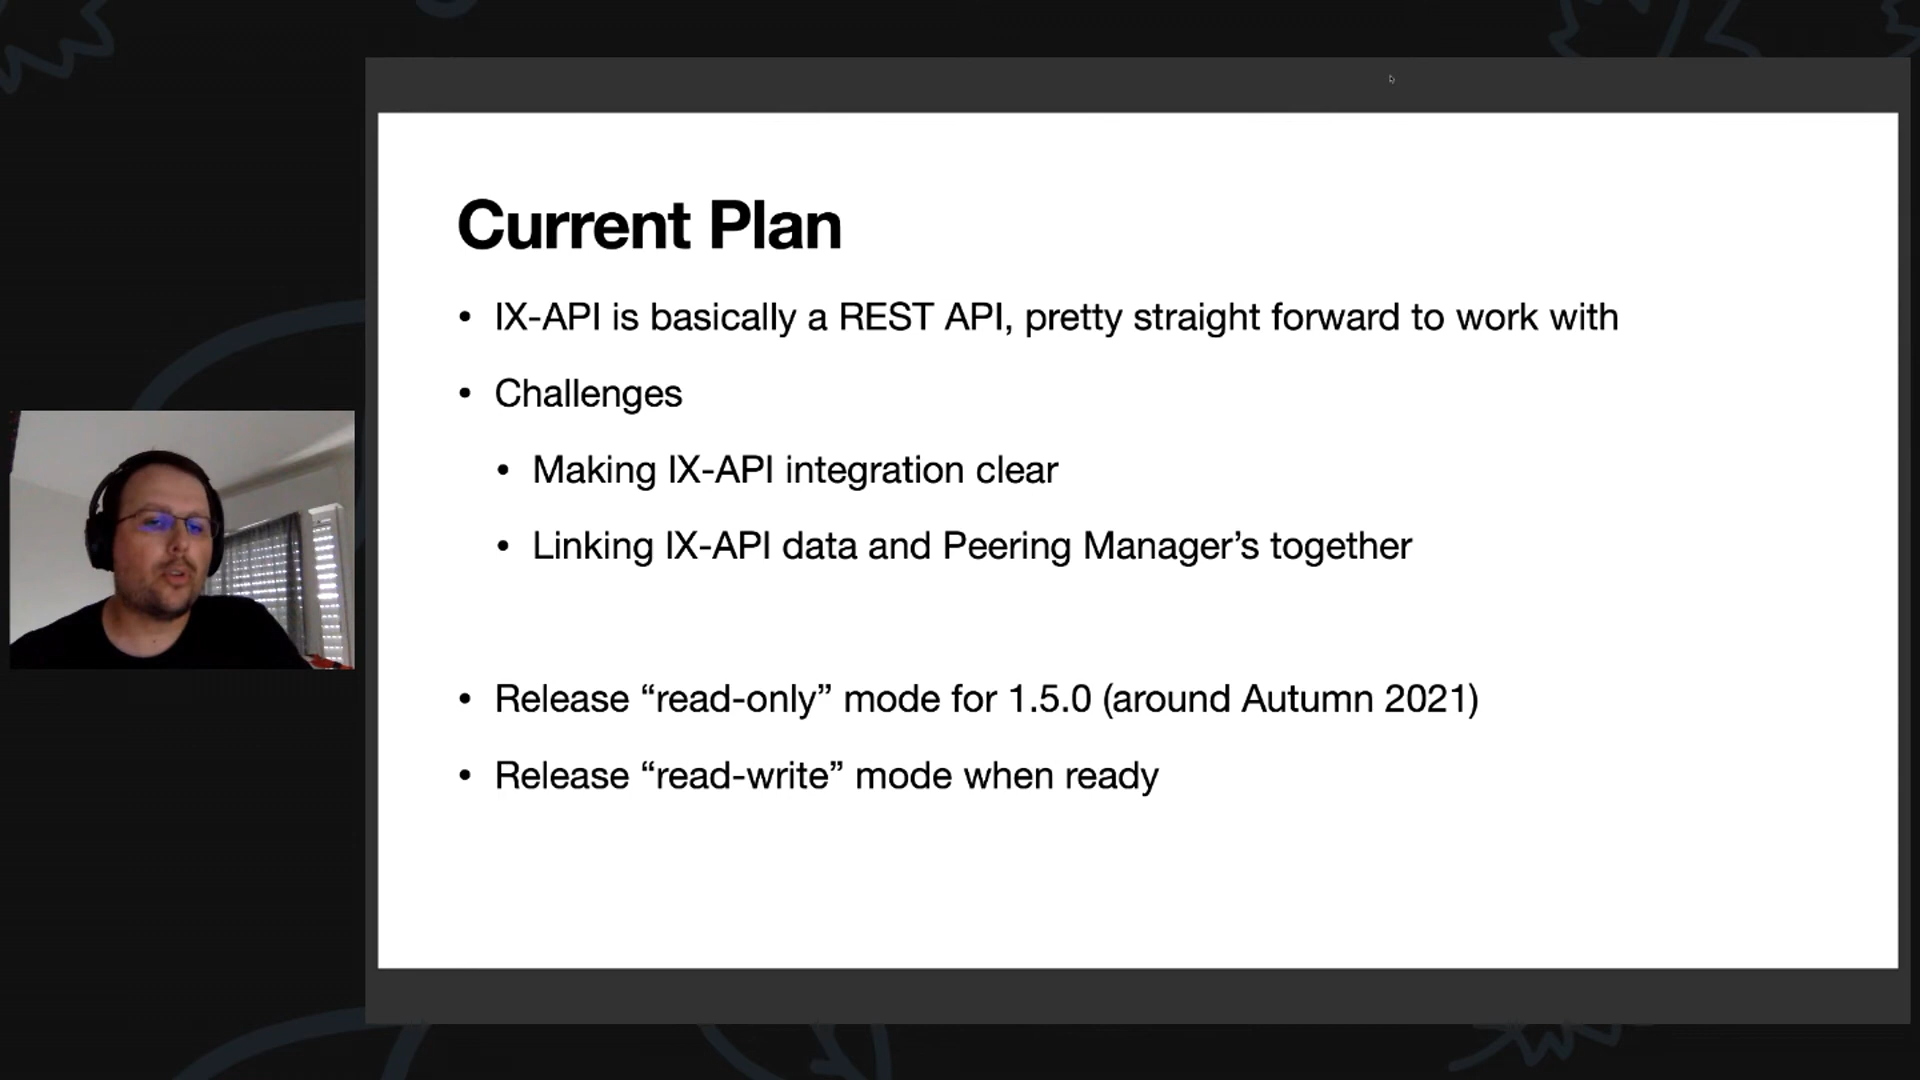 Current Plan
• IX-API is basically a REST API, pretty straight forward to work with
• Challenges
• Making IX-API integration clear
• Linking IX-API data and Peering Manager’s together
• Release “read-only” mode for 1.5.0 (around Autumn 2021)
• Release “read-write” mode when ready